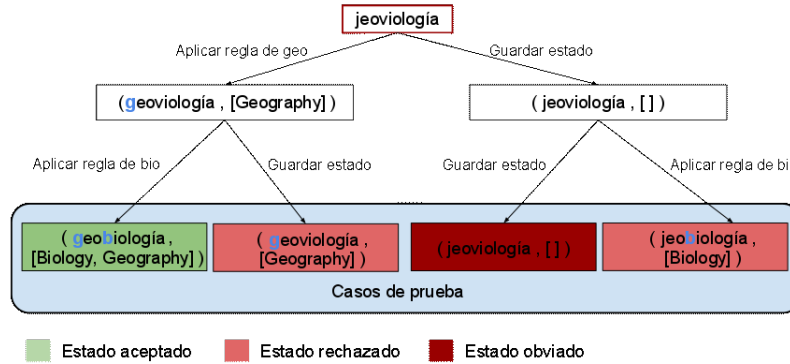 jeoviología
Aplicar regla de geo
Guardar estado
(geoviología , [Geography] )
( jeoviología , [ ] )
Aplicar regla de bio
Guardar estado
Guardar estado
Aplicar regla de bi
( geobiología ,
[Biology, Geography] )
( geoviología ,
[Geography] )
(jeoviología , [ ] )
( jeobiología ,
[Biology] )
Casos de prueba
Estado aceptado
Estado rechazado
Estado obviado